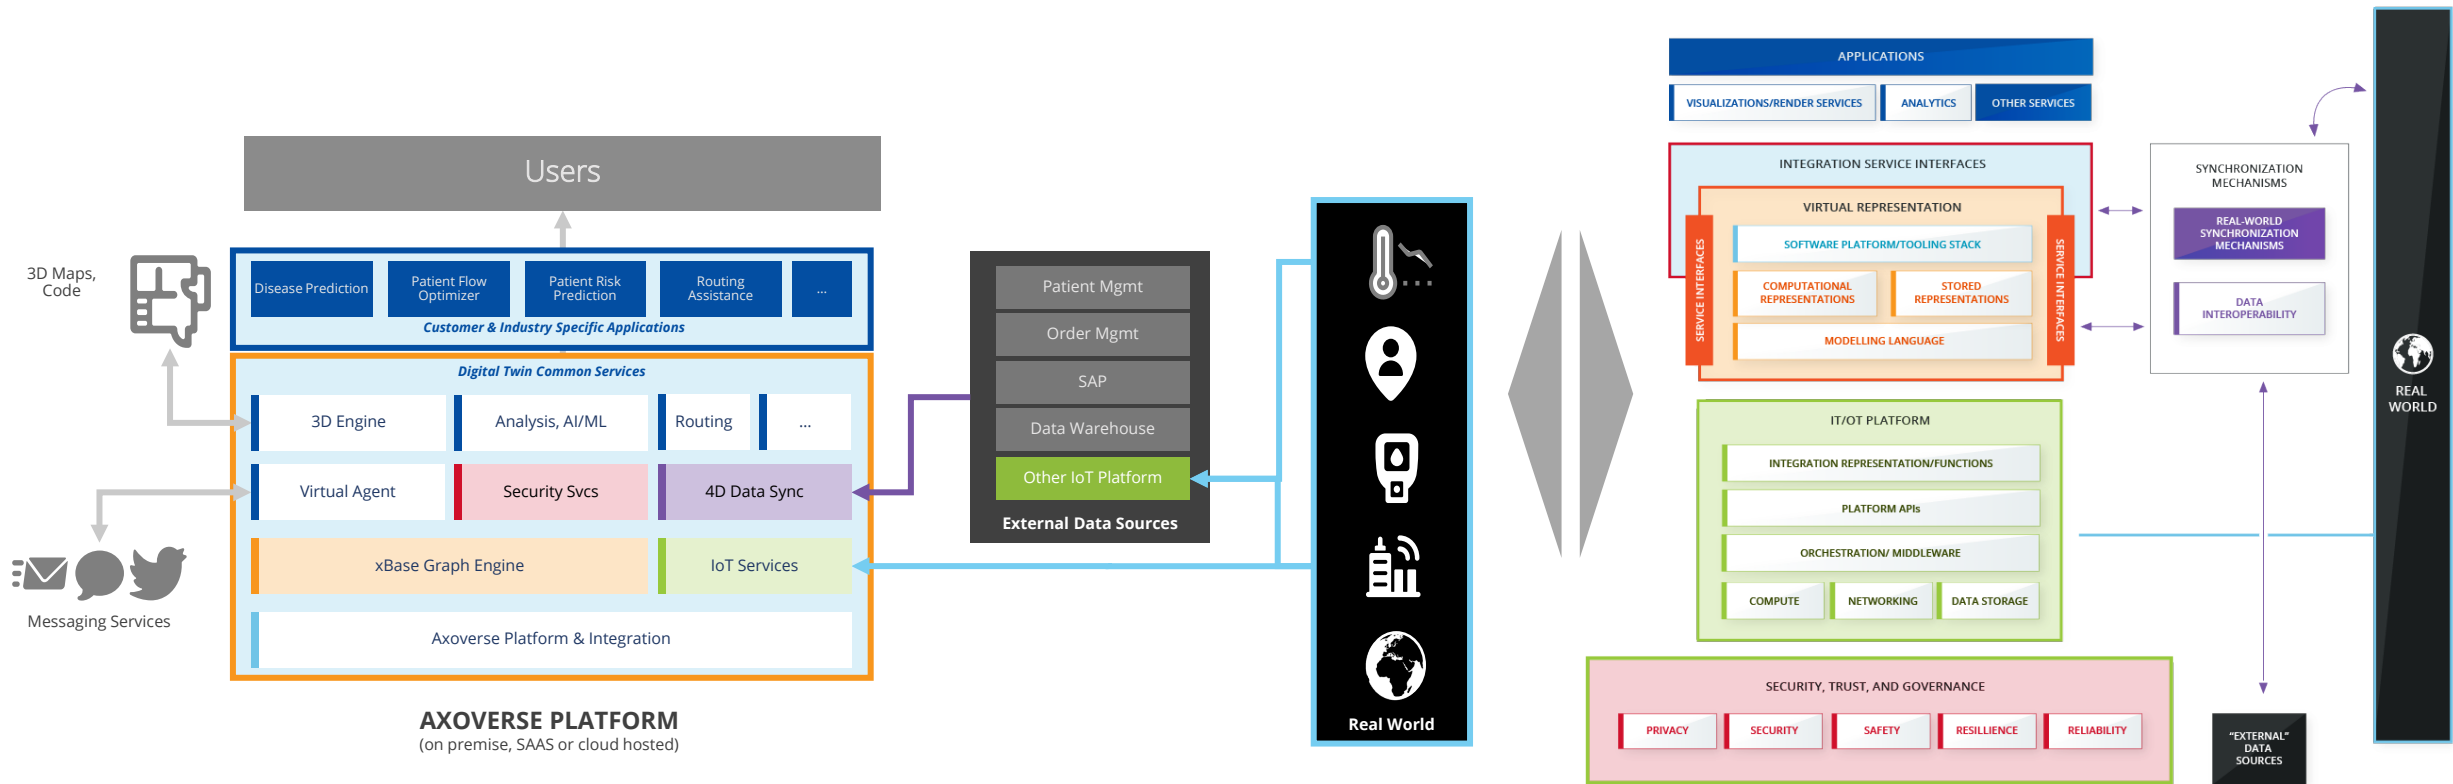 Users
3D Maps,
Code
Disease Prediction
Patient Flow
Optimizer
Patient Risk
Prediction
Routing
Assistance
...
Customer & Industry Specific Applications
Digital Twin Common Services
3D Engine
Analysis, AI/ML
Routing
...
Virtual Agent
Security Svcs
4D Data Sync
xBase Graph Engine
IoT Services
Axoverse Platform & Integration
Messaging Services
AXOVERSE PLATFORM
(on premise, SAAS or cloud hosted)
Patient Mgmt
Order Mgmt
SAP
Data Warehouse
Other IoT Platform
External Data Sources
Real World
APPLICATIONS
VISUALIZATIONS/RENDER SERVICES
ANALYTICS
OTHER SERVICES
INTEGRATION SERVICE INTERFACES
VIRTUAL REPRESENTATION
SERVICE INTERFACES
SOFTWARE PLATFORM/TOOLING STACK
COMPUTATIONAL
REPRESENTATIONS
STORED
REPRESENTATIONS
MODELLING LANGUAGE
SERVICE INTERFACES
SYNCHRONIZATION
MECHANISMS
REAL-WORLD
SYNCHRONIZATION
MECHANISMS
DATA
INTEROPERABILITY
IT/OT PLATFORM
INTEGRATION REPRESENTATION/FUNCTIONS
PLATFORM APIs
ORCHESTRATION/ MIDDLEWARE
COMPUTE
NETWORKING
DATA STORAGE
SECURITY, TRUST, AND GOVERNANCE
PRIVACY
SECURITY
SAFETY
RESILLIENCE
RELIABILITY
"EXTERNAL"
DATA
SOURCES
REAL
WORLD